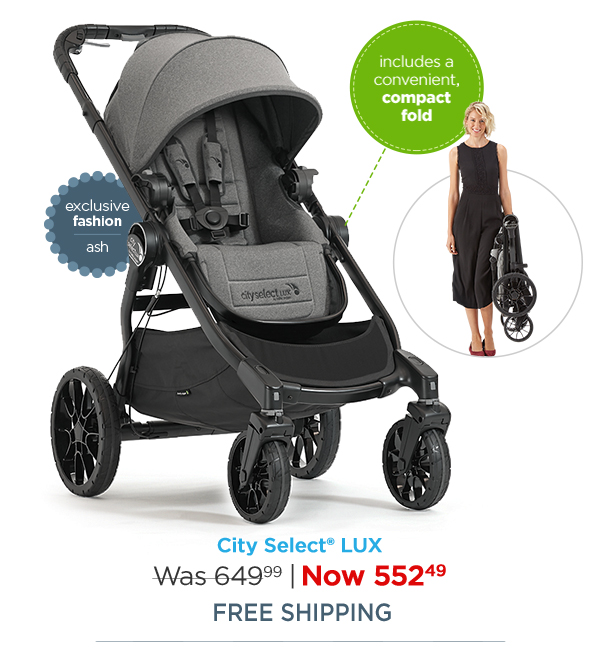 includes a
convenient,
compact
fold
exclusive
fashion
ash
city select LUX
City Select® LUX
Was 649⁹⁹ | Now 552⁴⁹
FREE SHIPPING